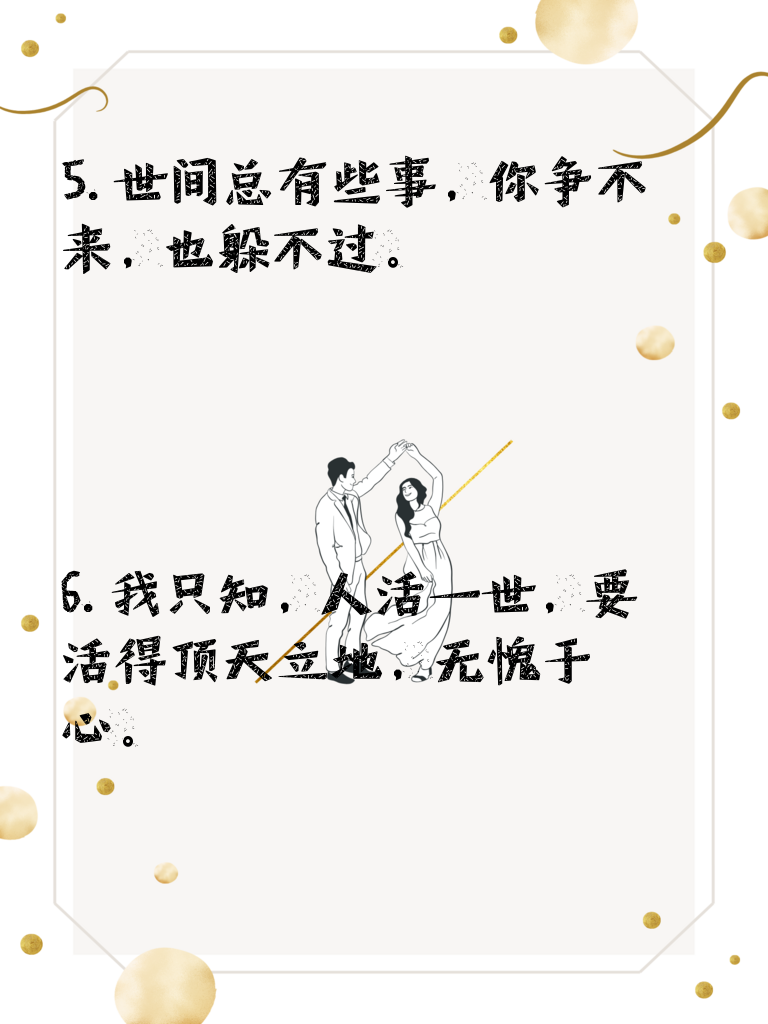 5. 世间总有些事，你争不
来，也躲不过。
6. 我只知，人活一世，要
活得顶天立地，无愧于
心。